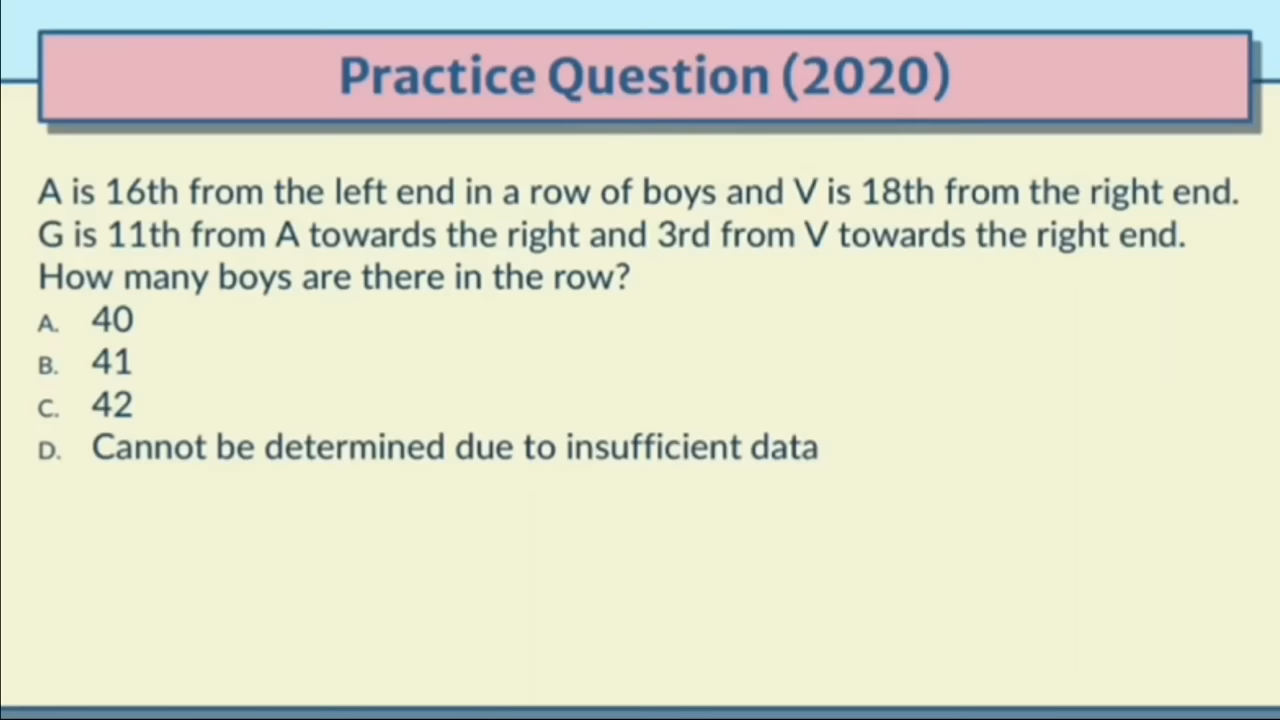 Practice Question (2020)
A is 16th from the left end in a row of boys and V is 18th from the right end.
G is 11th from A towards the right and 3rd from V towards the right end.
How many boys are there in the row?
A. 40
B. 41
C. 42
D. Cannot be determined due to insufficient data